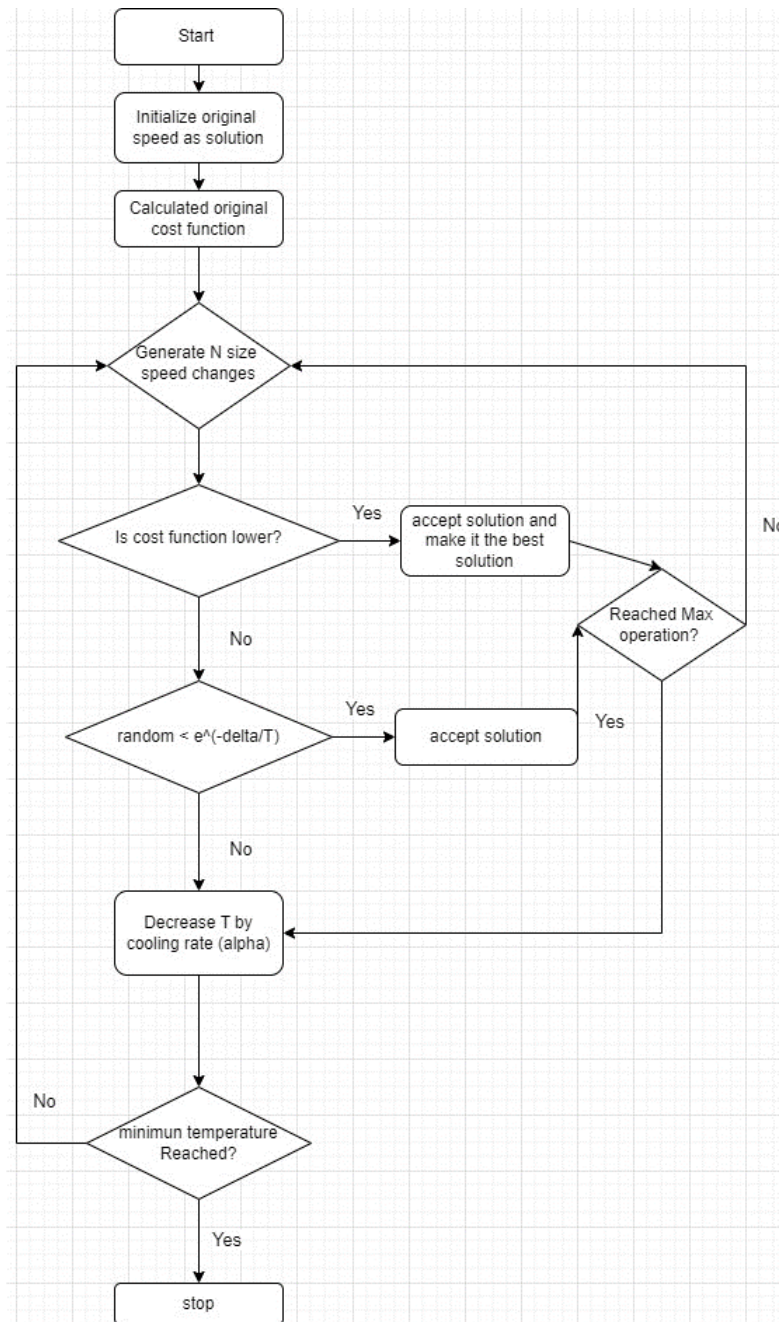 Start
Initialize original
speed as solution
Calculated original
cost function
Generate N size
speed changes
Is cost function lower?
Yes
accept solution and
make it the best
solution
No
Reached Max
operation?
No
random < e^(-delta/T)
Yes
accept solution
Yes
No
Decrease T by
cooling rate (alpha)
No
minimun temperature
Reached?
Yes
stop